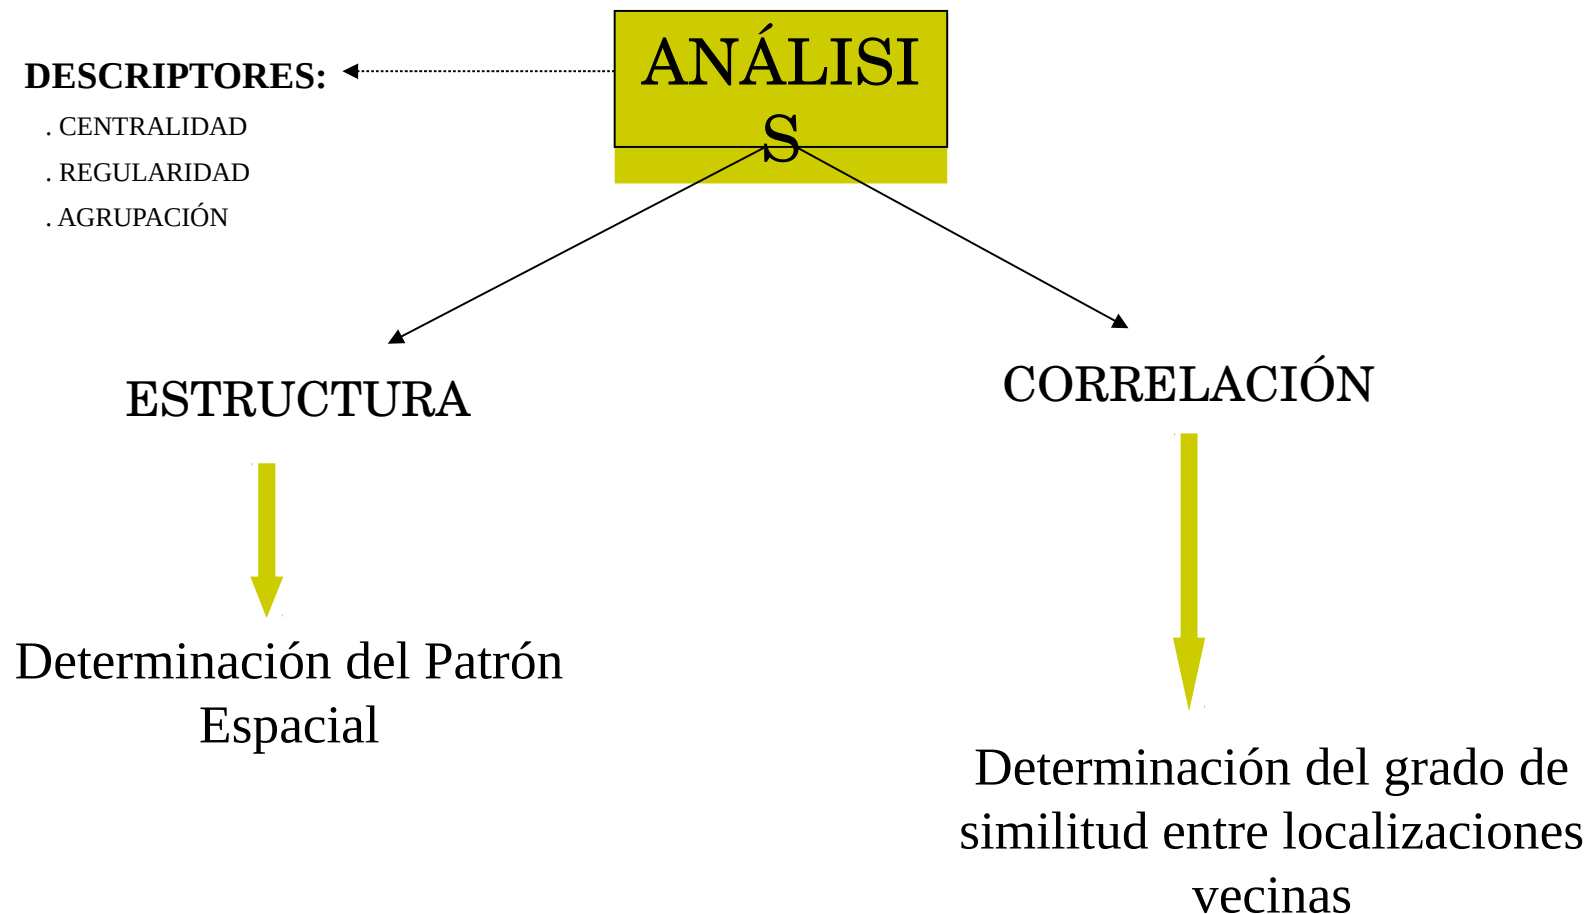 ANÁLISI
S
DESCRIPTORES:
. CENTRALIDAD
. REGULARIDAD
. AGRUPACIÓN
ESTRUCTURA
CORRELACIÓN
Determinación del Patrón
Espacial
Determinación del grado de
similitud entre localizaciones
vecinas